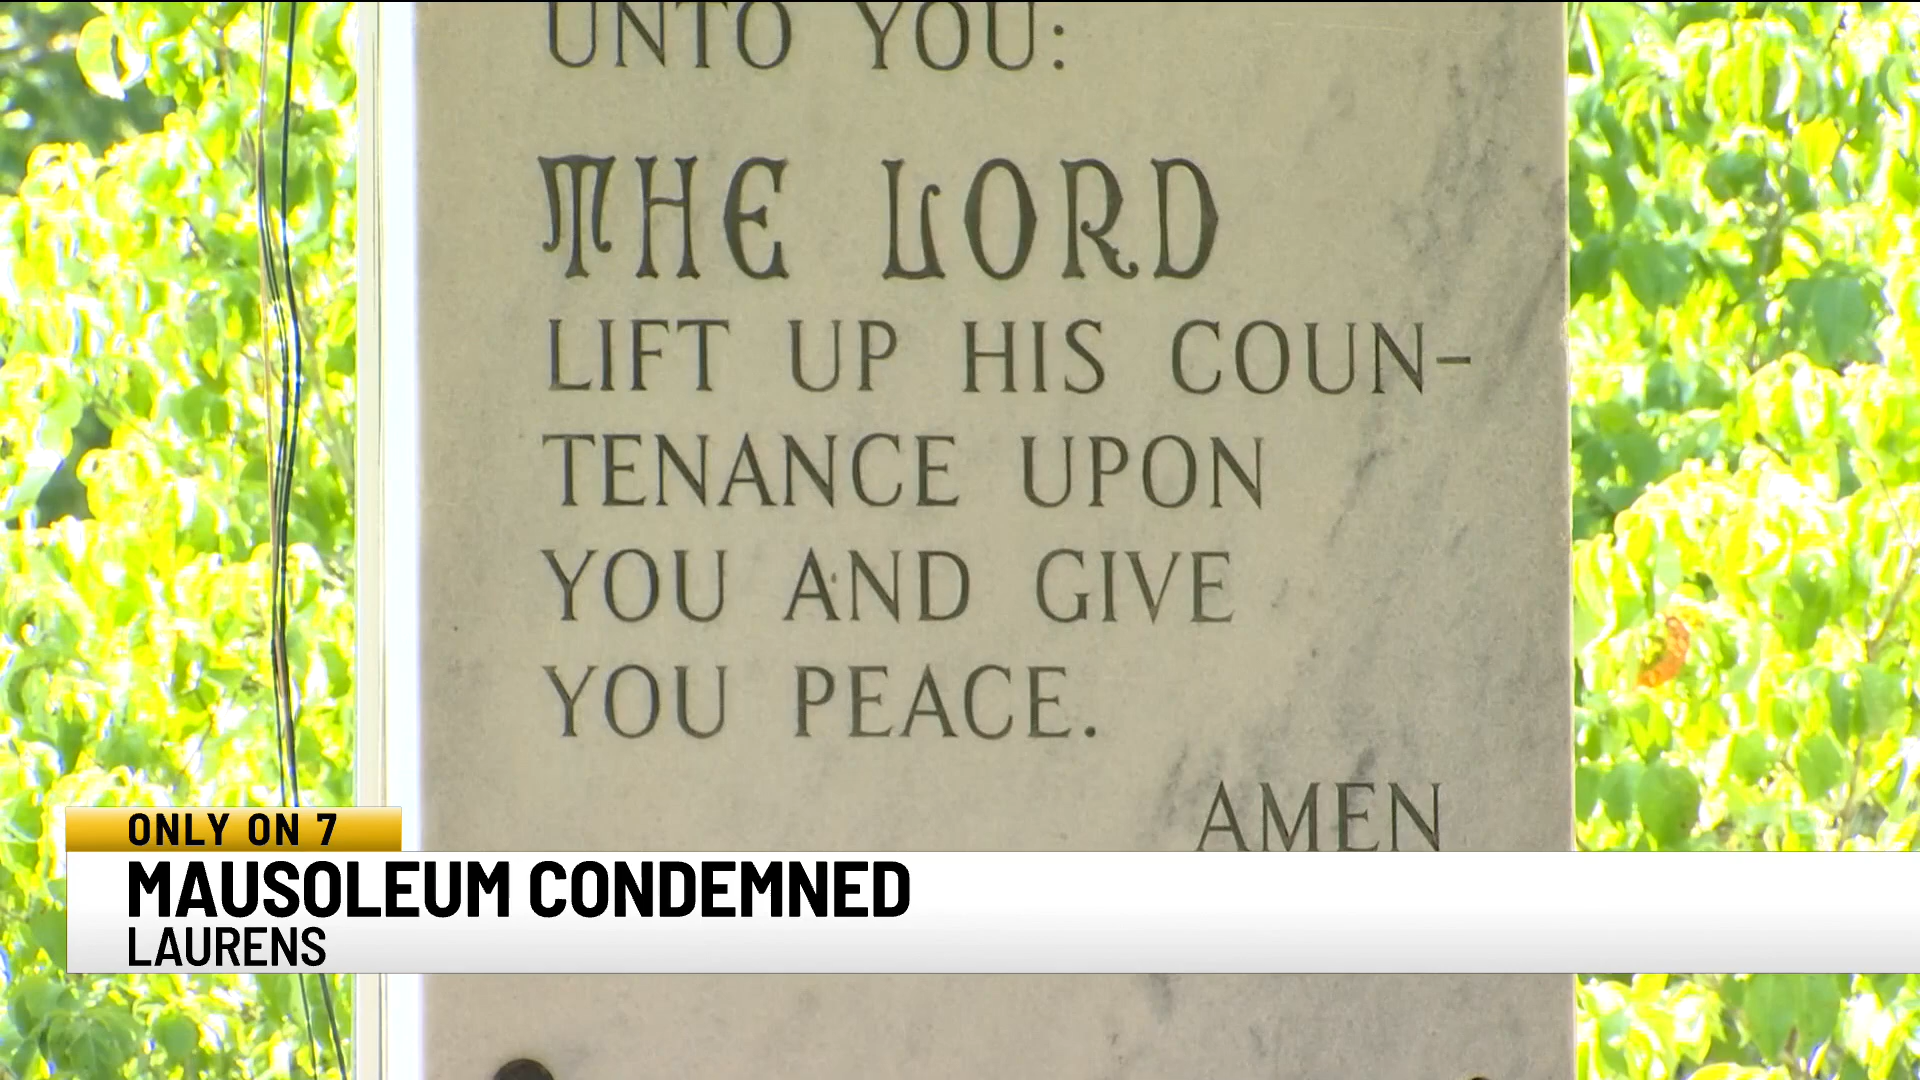 UNTO YOU:
THE LORD
LIFT UP HIS COUN-
TENANCE UPON
YOU AND GIVE
YOU PEACE.
AMEN
ONLY ON 7
MAUSOLEUM CONDEMNED
LAURENS